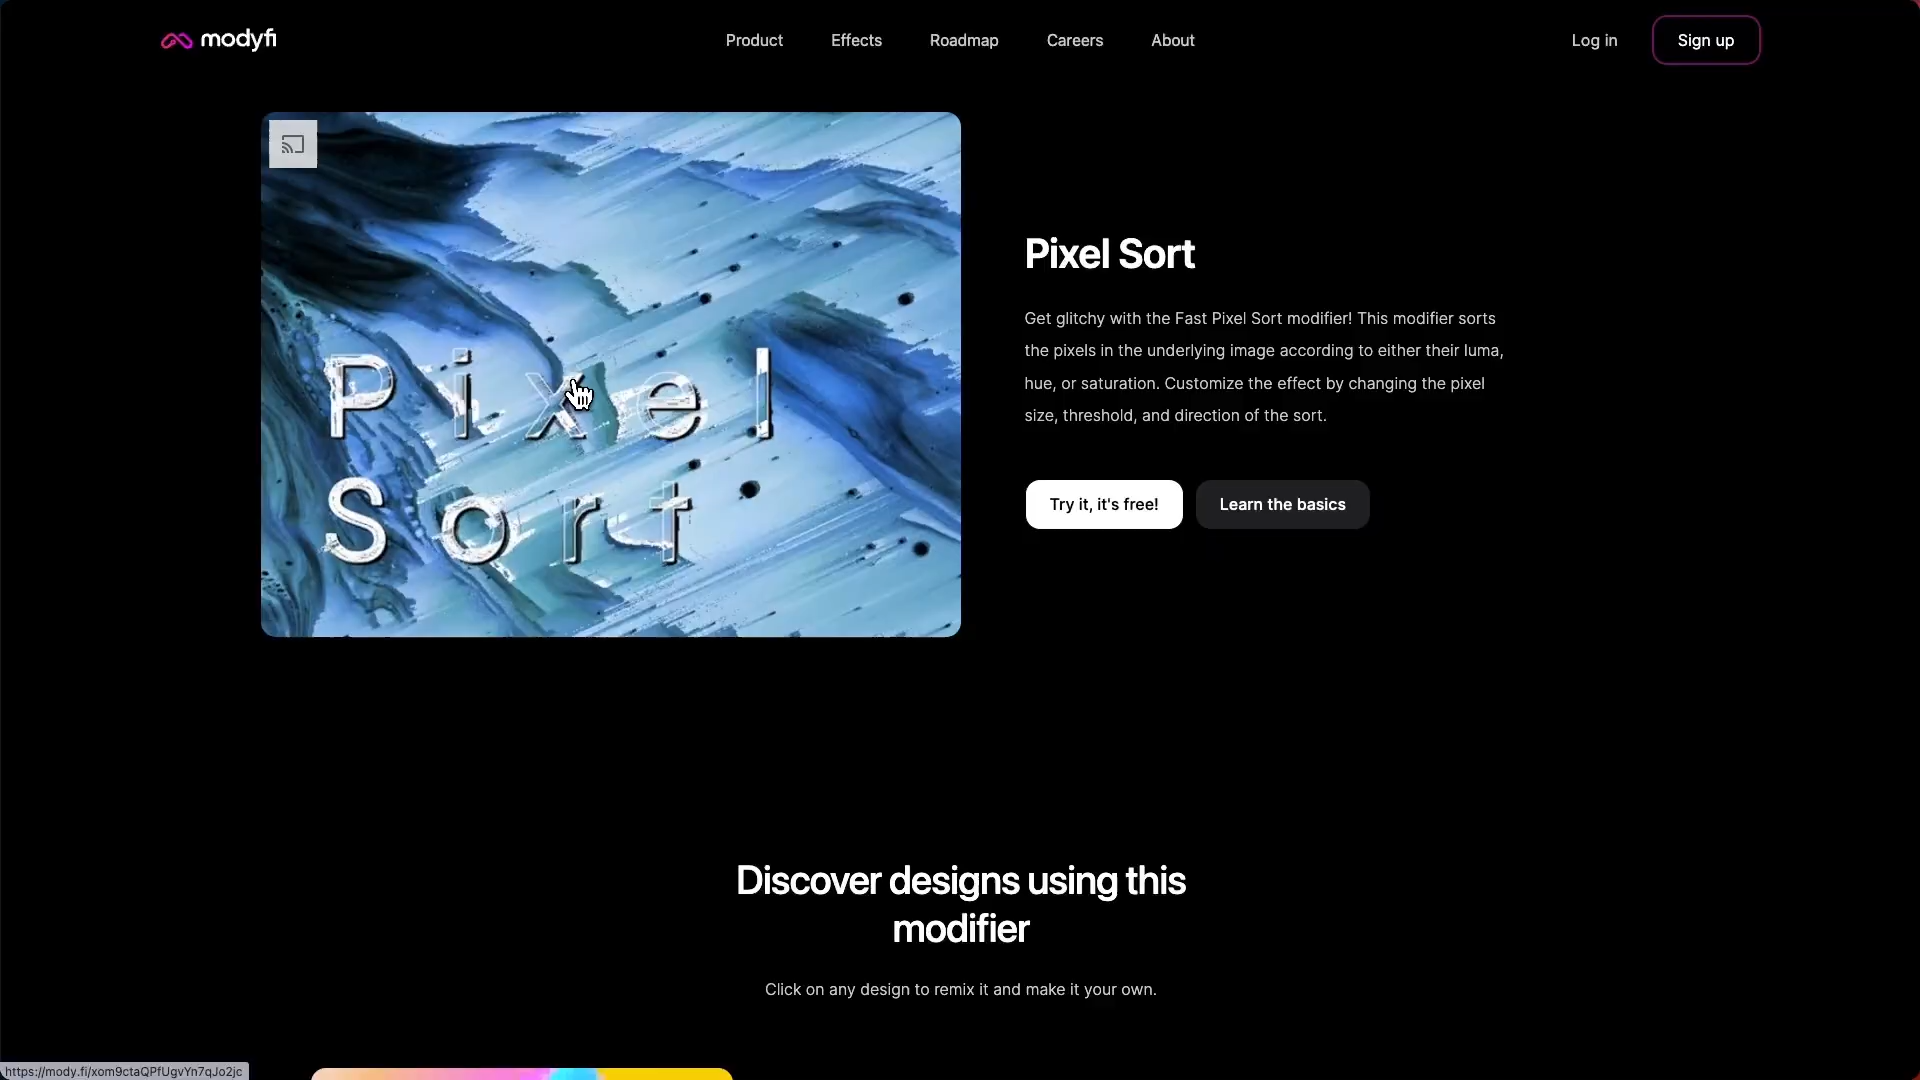 modyfi
Product
Effects
Roadmap
Careers
About
Log in
Sign up
Pixel
Sort
Pixel Sort
Get glitchy with the Fast Pixel Sort modifier! This modifier sorts
the pixels in the underlying image according to either their luma,
hue, or saturation. Customize the effect by changing the pixel
size, threshold, and direction of the sort.
Try it, it's free!
Learn the basics
Discover designs using this
modifier
Click on any design to remix it and make it your own.
https://mody.fi/xom9ctaQPfUgvYn7qJo2jc